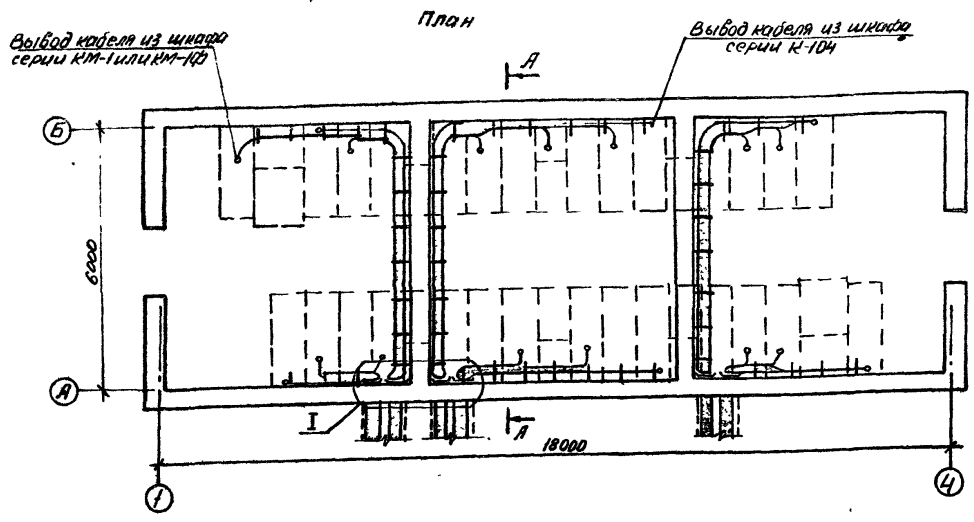 План
Вывод кабеля из шкафа
серии КМ-1 или КМ-1Ф
Вывод кабеля из шкафа
серии К-104
А
Б
6000
А
I
А
18000
1
4